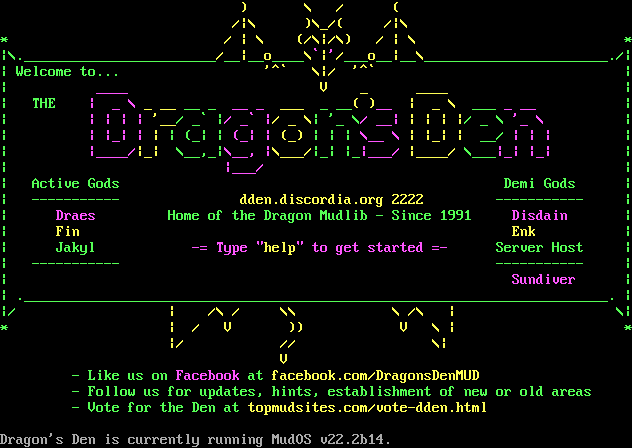 Welcome to...
THE
Dragon's Den
Active Gods
Demi Gods
dden.discordia.org 2222
Draes
Home of the Dragon Mudlib - Since 1991
Disdain
Fin
Enk
Jakyl
-= Type "help" to get started =-
Server Host
Sundiver
- Like us on Facebook at facebook.com/DragonsDenMUD
- Follow us for updates, hints, establishment of new or old areas
- Vote for the Den at topmudsites.com/vote-dden.html
Dragon's Den is currently running MudOS v22.2b14.